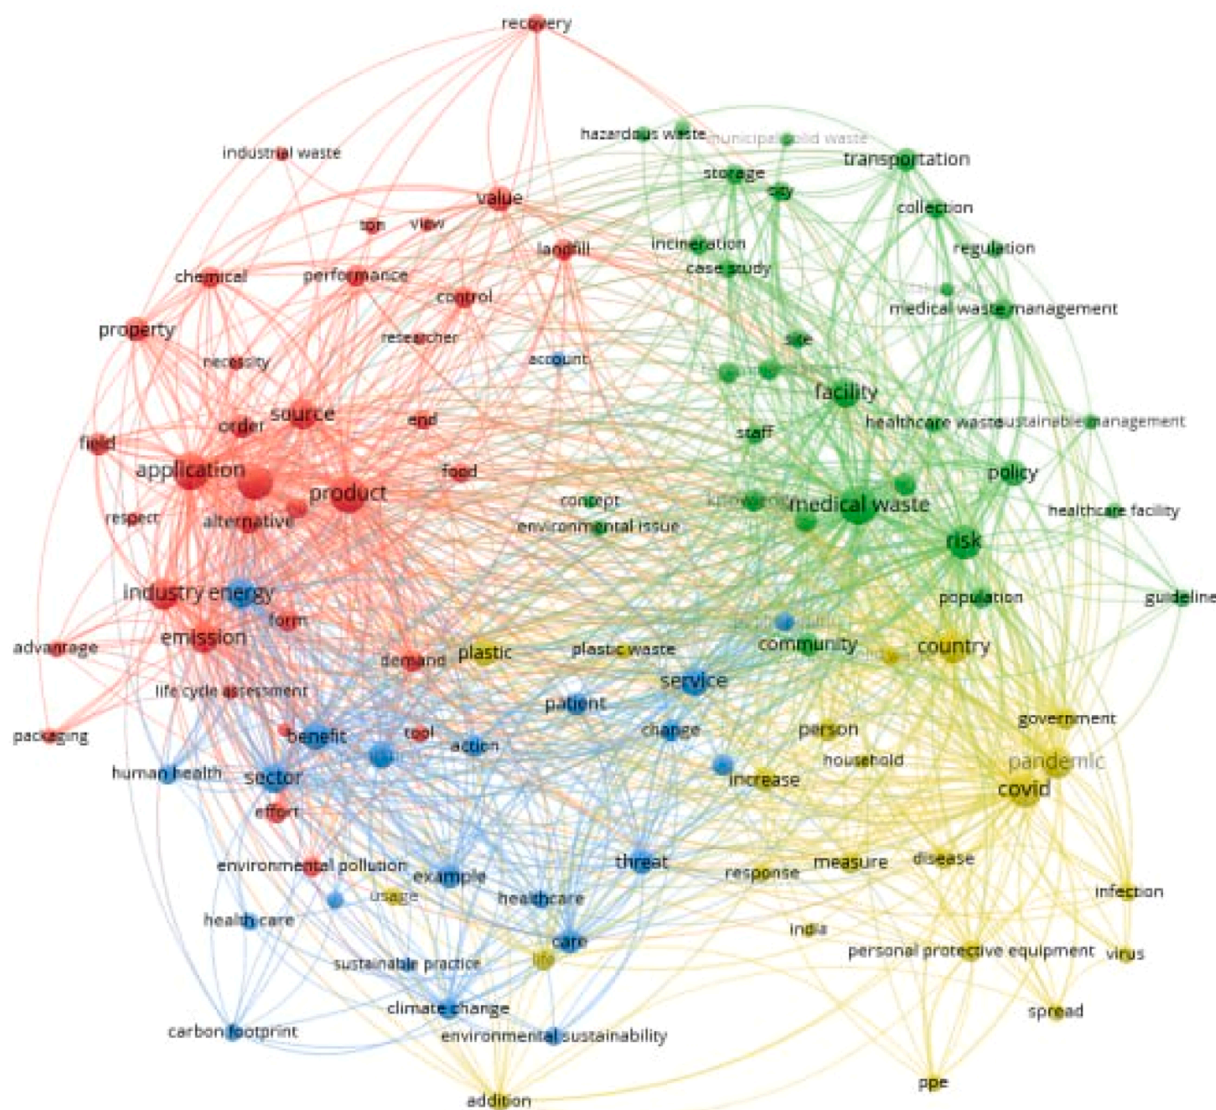 recovery
hazardous waste
municipal solid waste
industrial waste
transportation
storage
city
value
collection
ton
view
landfill
incineration
regulation
case study
chemical
performance
control
medical waste management
property
researcher
site
necessity
account
facility
source
order
end
healthcare waste
sustainable management
staff
field
application
food
policy
product
concept
knowledge
medical waste
healthcare facility
respect
alternative
environmental issue
risk
industry
energy
population
guideline
form
emission
community
country
advantage
demand
plastic
plastic waste
service
life cycle assessment
patient
packaging
benefit
tool
action
change
person
government
human health
sector
increase
household
pandemic
covid
effort
environmental pollution
example
threat
response
measure
disease
usage
healthcare
infection
health care
india
care
life
sustainable practice
personal protective equipment
virus
climate change
spread
carbon footprint
environmental sustainability
ppe
addition